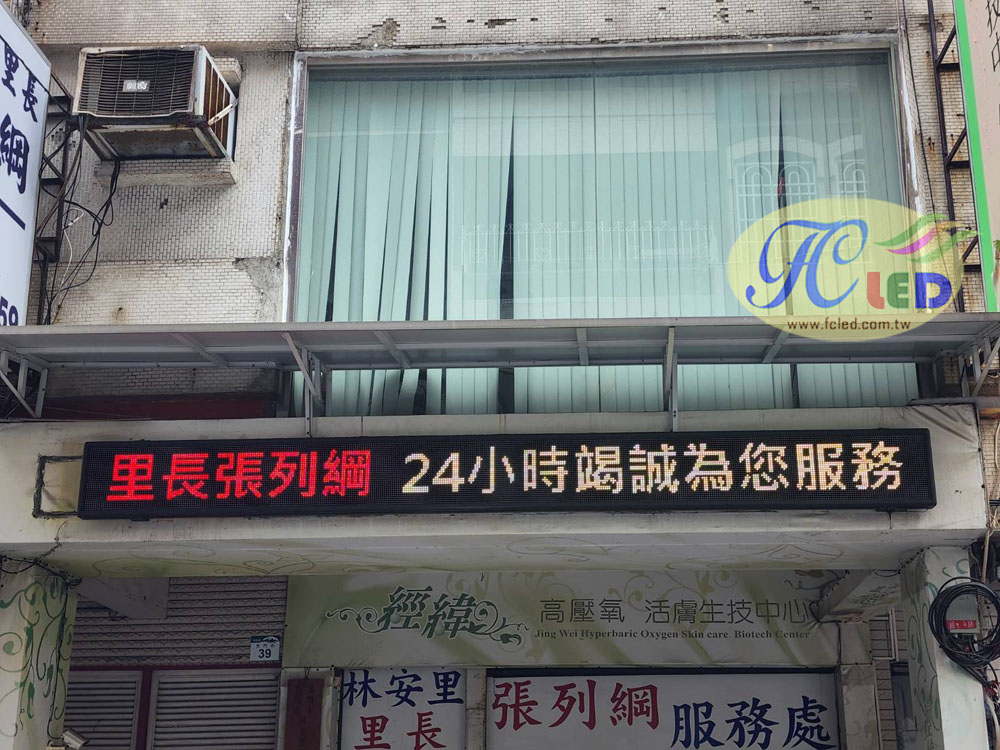 里長
綱
59
FC LED
www.fcled.com.tw
里長張列綱 24小時竭誠為您服務
經緯 高壓氧 活膚生技中心
Jing Wei Hyperbaric Oxygen Skin care Biotech Center
39
林安里
里長
張列綱 服務處